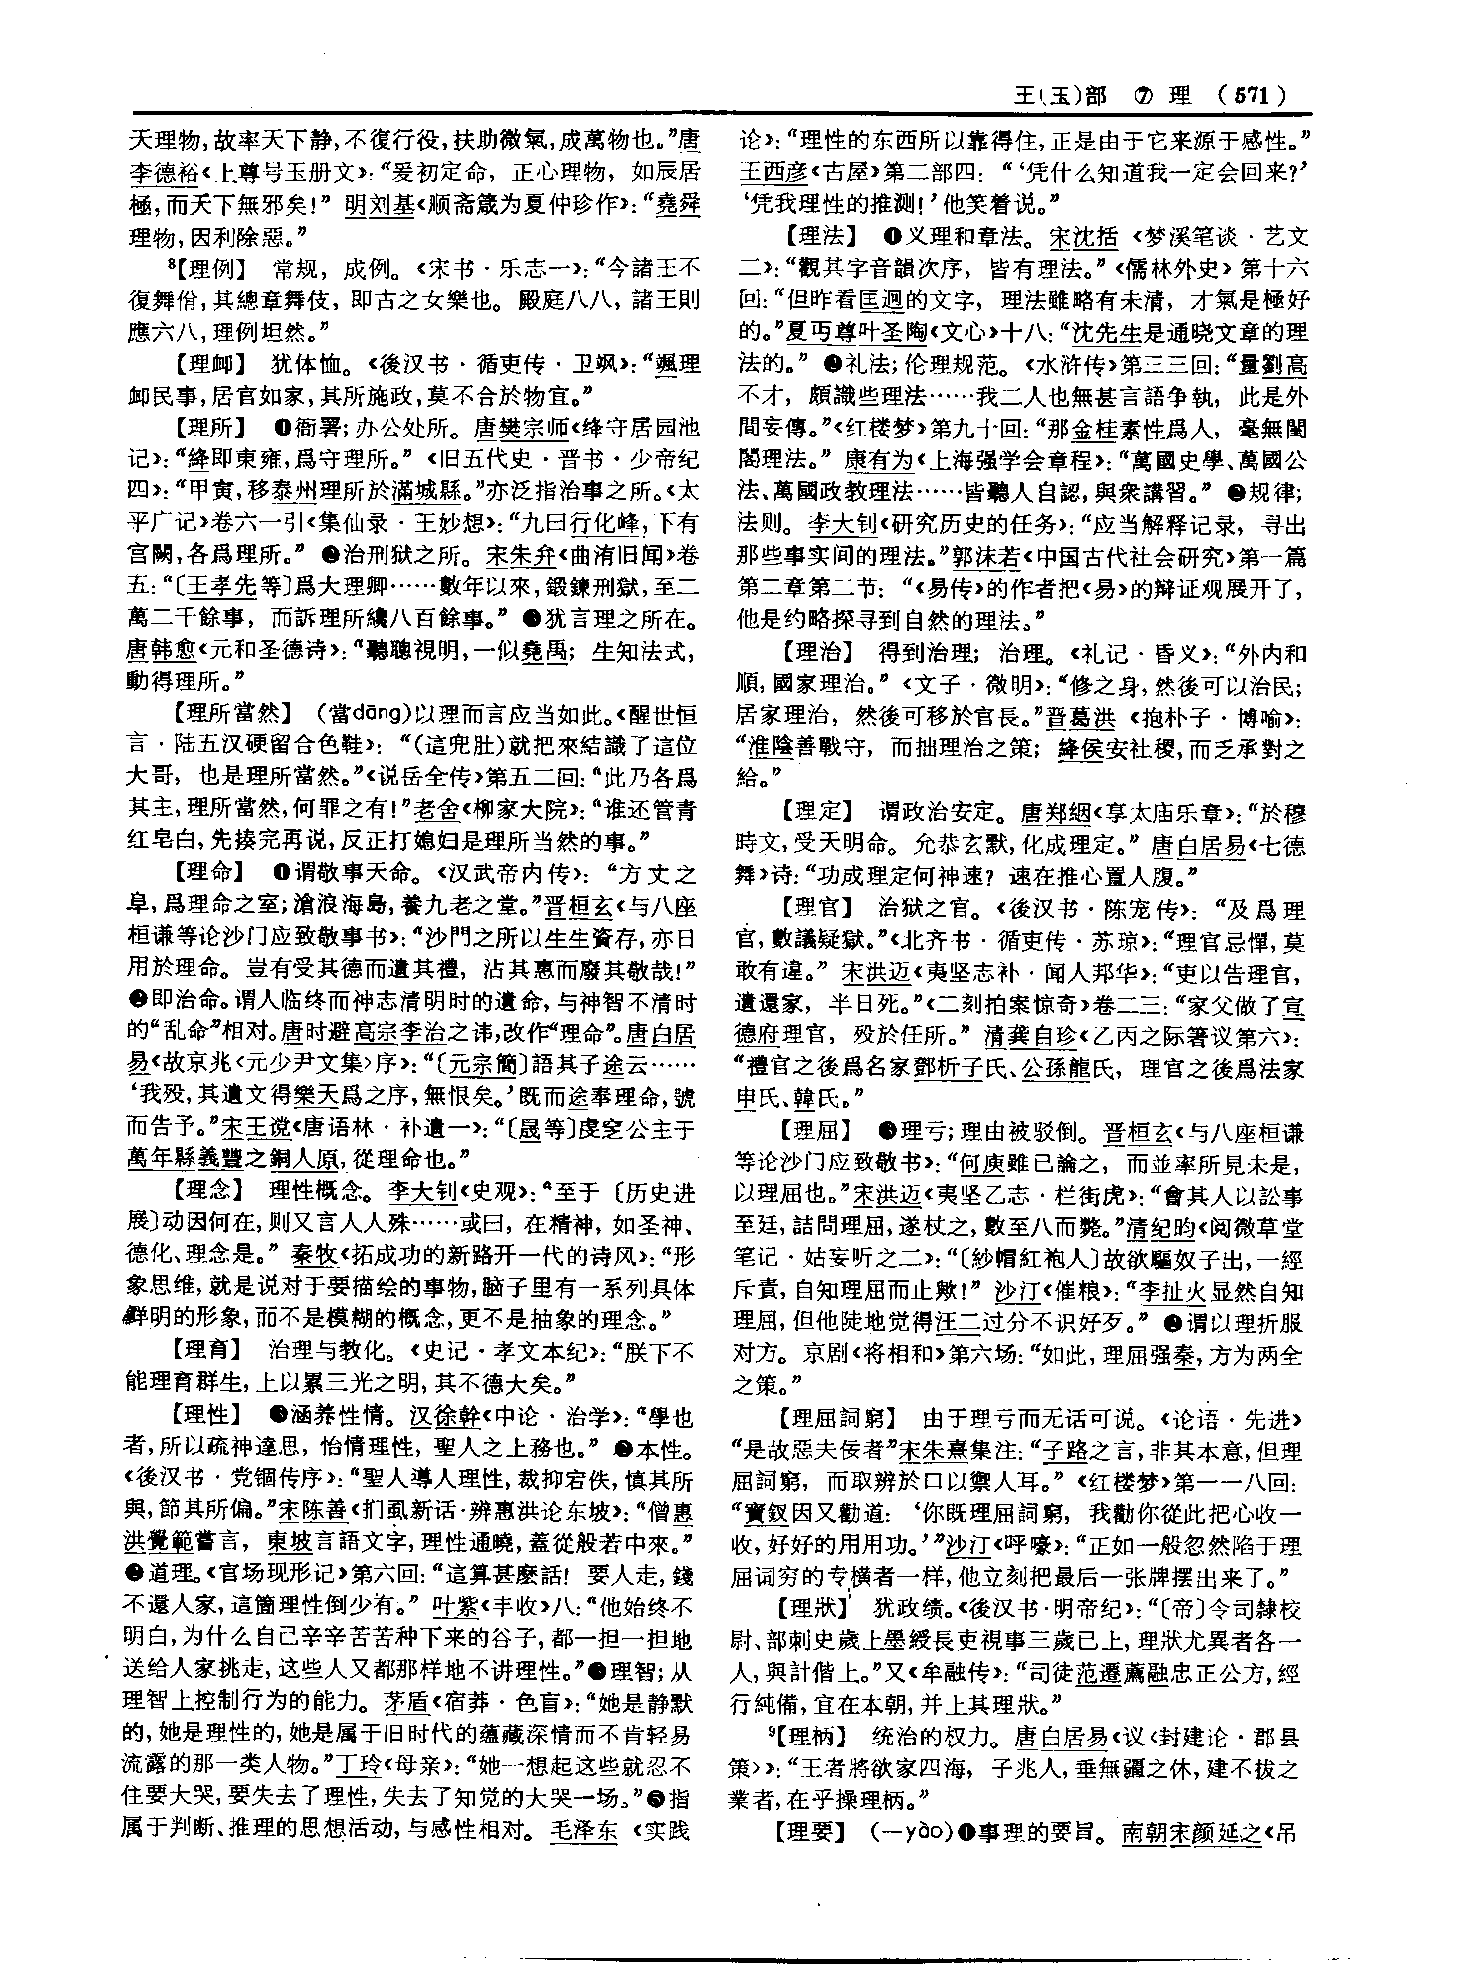 王(玉)部 ⑦ 理 (571)
天理物,故率天下静,不復行役,扶助微氣,成萬物也。”唐
李德裕《上尊号玉册文》:“爰初定命, 正心理物, 如辰居
極,而天下無邪矣!” 明刘基《顺斋箴为夏仲珍作》:“堯舜
理物,因利除惡。”
⁸【理例】 常规, 成例。《宋书·乐志一》:“今諸王不
復舞佾,其總章舞伎, 即古之女樂也。 殿庭八八, 諸王則
應六八,理例坦然。”
【理卹】 犹体恤。《後汉书·循吏传·卫飒》:“颯理
卹民事,居官如家,其所施政,莫不合於物宜。”
【理所】 ❶衙署;办公处所。 唐樊宗师《绛守居园池
记》:“絳即東雍,爲守理所。” 《旧五代史·晋书·少帝纪
四》:“甲寅,移泰州理所於滿城縣。”亦泛指治事之所。《太
平广记》卷六一引《集仙录·王妙想》:“九曰行化峰,下有
宫闕,各爲理所。” ❷治刑狱之所。 宋朱弁《曲洧旧闻》卷
五:“〔王孝先等〕爲大理卿……數年以來,鍛鍊刑獄,至二
萬二千餘事, 而訴理所纔八百餘事。” ❸犹言理之所在。
唐韩愈《元和圣德诗》:“聽聰視明,一似堯禹; 生知法式,
動得理所。”
【理所當然】 (當dāng)以理而言应当如此。《醒世恒
言·陆五汉硬留合色鞋》: “(這兜肚)就把來結識了這位
大哥, 也是理所當然。”《说岳全传》第五二回:“此乃各爲
其主,理所當然,何罪之有!”老舍《柳家大院》:“谁还管青
红皂白,先揍完再说,反正打媳妇是理所当然的事。”
【理命】 ❶谓敬事天命。《汉武帝内传》: “方丈之
阜,爲理命之室;滄浪海島,養九老之堂。”晋桓玄《与八座
桓谦等论沙门应致敬事书》:“沙門之所以生生資存,亦日
用於理命。 豈有受其德而遺其禮, 沾其惠而廢其敬哉!”
❷即治命。谓人临终而神志清明时的遗命,与神智不清时
的“乱命”相对。唐时避高宗李治之讳,改作“理命”。唐白居
易《故京兆〈元少尹文集〉序》:“〔元宗簡〕語其子途云……
‘我殁,其遺文得樂天爲之序,無恨矣。’既而途奉理命,號
而告予。”宋王谠《唐语林·补遗一》:“〔晟等〕虔窆公主于
萬年縣義豐之銅人原,從理命也。”
【理念】 理性概念。 李大钊《史观》:“至于〔历史进
展〕动因何在,则又言人人殊……或曰, 在精神, 如圣神、
德化、理念是。” 秦牧《拓成功的新路开一代的诗风》:“形
象思维,就是说对于要描绘的事物,脑子里有一系列具体
鲜明的形象,而不是模糊的概念,更不是抽象的理念。”
【理育】 治理与教化。《史记·孝文本纪》:“朕下不
能理育群生,上以累三光之明,其不德大矣。”
【理性】 ❶涵养性情。 汉徐幹《中论·治学》:“學也
者,所以疏神達思, 怡情理性, 聖人之上務也。” ❷本性。
《後汉书·党锢传序》:“聖人導人理性,裁抑宕佚,慎其所
與,節其所偏。”宋陈善《扪虱新话·辨惠洪论东坡》:“僧惠
洪覺範嘗言, 東坡言語文字,理性通曉,蓋從般若中來。”
❸道理。《官场现形记》第六回:“這算甚麽話! 要人走,錢
不還人家,這箇理性倒少有。” 叶紫《丰收》八:“他始终不
明白,为什么自己辛辛苦苦种下来的谷子,都一担一担地
送给人家挑走,这些人又都那样地不讲理性。”❹理智;从
理智上控制行为的能力。 茅盾《宿莽·色盲》:“她是静默
的,她是理性的,她是属于旧时代的蕴藏深情而不肯轻易
流露的那一类人物。”丁玲《母亲》:“她一想起这些就忍不
住要大哭,要失去了理性,失去了知觉的大哭一场。”❺指
属于判断、推理的思想活动,与感性相对。 毛泽东《实践
论》:“理性的东西所以靠得住,正是由于它来源于感性。”
王西彦《古屋》第二部四: “‘凭什么知道我一定会回来?’
‘凭我理性的推测!’他笑着说。”
【理法】 ❶义理和章法。 宋沈括《梦溪笔谈·艺文
二》:“觀其字音韻次序, 皆有理法。”《儒林外史》第十六
回:“但昨看匡迥的文字, 理法雖略有未清, 才氣是極好
的。”夏丏尊叶圣陶《文心》十八:“沈先生是通晓文章的理
法的。” ❷礼法;伦理规范。《水浒传》第三三回:“量劉高
不才, 頗識些理法……我二人也無甚言語争執, 此是外
間妄傳。”《红楼梦》第九十回:“那金桂素性爲人, 毫無閨
閣理法。” 康有为《上海强学会章程》:“萬國史學、萬國公
法、萬國政教理法……皆聽人自認,與衆講習。” ❸规律;
法则。 李大钊《研究历史的任务》:“应当解释记录, 寻出
那些事实间的理法。”郭沫若《中国古代社会研究》第一篇
第二章第二节: “《易传》的作者把《易》的辩证观展开了,
他是约略探寻到自然的理法。”
【理治】 得到治理; 治理。《礼记·昏义》:“外内和
順,國家理治。” 《文子·微明》:“修之身,然後可以治民;
居家理治, 然後可移於官長。”晋葛洪《抱朴子·博喻》:
“淮陰善戰守, 而拙理治之策; 絳侯安社稷,而乏承對之
給。”
【理定】 谓政治安定。 唐郑絪《享太庙乐章》:“於穆
時文,受天明命。 允恭玄默,化成理定。” 唐白居易《七德
舞》诗:“功成理定何神速? 速在推心置人腹。”
【理官】 治狱之官。《後汉书·陈宠传》: “及爲理
官,數議疑獄。”《北齐书·循吏传·苏琼》:“理官忌憚,莫
敢有違。” 宋洪迈《夷坚志补·闻人邦华》:“吏以告理官,
遺還家, 半日死。”《二刻拍案惊奇》卷二三:“家父做了宣
德府理官, 殁於任所。” 清龚自珍《乙丙之际箸议第六》:
“禮官之後爲名家鄧析子氏、公孫龍氏, 理官之後爲法家
申氏、韓氏。”
【理屈】 ❶理亏;理由被驳倒。 晋桓玄《与八座桓谦
等论沙门应致敬书》:“何庾雖已論之, 而並率所見未是,
以理屈也。”宋洪迈《夷坚乙志·栏街虎》:“會其人以訟事
至廷,詰問理屈,遂杖之,數至八而斃。”清纪昀《阅微草堂
笔记·姑妄听之二》:“〔紗帽紅袍人〕故欲驅奴子出,一經
斥責,自知理屈而止歟!” 沙汀《催粮》:“李扯火显然自知
理屈,但他陡地觉得汪二过分不识好歹。” ❷谓以理折服
对方。 京剧《将相和》第六场:“如此,理屈强秦,方为两全
之策。”
【理屈詞窮】 由于理亏而无话可说。《论语·先进》
“是故惡夫佞者”宋朱熹集注:“子路之言,非其本意,但理
屈詞窮, 而取辨於口以禦人耳。” 《红楼梦》第一一八回:
“寶釵因又勸道: ‘你既理屈詞窮, 我勸你從此把心收一
收,好好的用用功。’”沙汀《呼嚎》:“正如一般忽然陷于理
屈词穷的专横者一样,他立刻把最后一张牌摆出来了。”
【理狀】 犹政绩。《後汉书·明帝纪》:“〔帝〕令司隸校
尉、部刺史歲上墨綬長吏視事三歲已上,理狀尤異者各一
人,與計偕上。”又《牟融传》:“司徒范遷薦融忠正公方,經
行純備,宜在本朝,并上其理狀。”
⁹【理柄】 统治的权力。 唐白居易《议〈封建论·郡县
策〉》:“王者將欲家四海, 子兆人,垂無疆之休,建不拔之
業者,在乎操理柄。”
【理要】 (—yào)❶事理的要旨。 南朝宋颜延之《吊